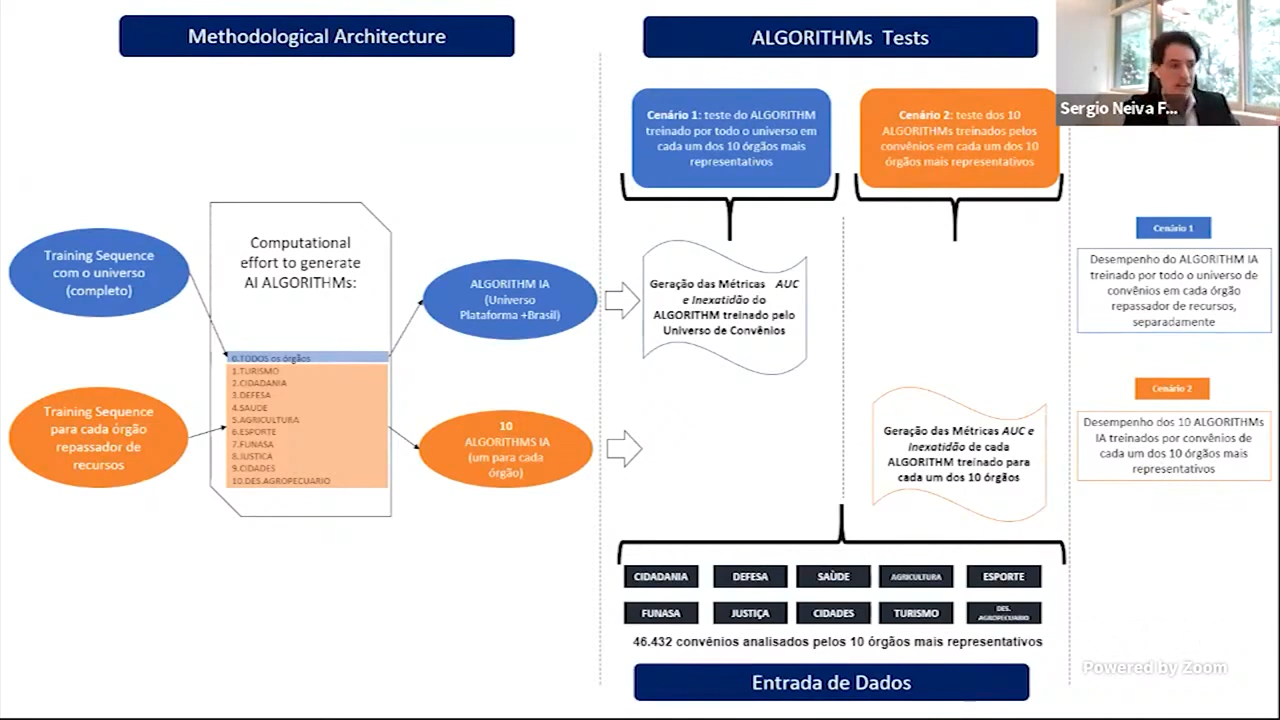 Methodological Architecture
Training Sequence
com o universo
(completo)
Training Sequence
para cada órgão
repassador de
recursos
Computational
effort to generate
AI ALGORITHMs:
0.TODOS os órgãos
1.TURISMO
2.CIDADANIA
3.DEFESA
4.SAUDE
5.AGRICULTURA
6.ESPORTE
7.FUNASA
8.JUSTICA
9.CIDADES
10.DES.AGROPECUARIO
ALGORITHM IA
(Universo
Plataforma +Brasil)
10
ALGORITHMS IA
(um para cada
órgão)
ALGORITHMs Tests
Cenário 1: teste do ALGORITHM
treinado por todo o universo em
cada um dos 10 órgãos mais
representativos
Cenário 2: teste dos 10
ALGORITHMs treinados pelos
convênios em cada um dos 10
órgãos mais representativos
Geração das Métricas AUC
e Inexatidão do
ALGORITHM treinado pelo
Universo de Convênios
Geração das Métricas AUC e
Inexatidão de cada
ALGORITHM treinado para
cada um dos 10 órgãos
CIDADANIA DEFESA SAÙDE AGRICULTURA ESPORTE
FUNASA JUSTIÇA CIDADES TURISMO DES. AGROPECUARIO
46.432 convênios analisados pelos 10 órgãos mais representativos
Entrada de Dados
Sergio Neiva F...
Cenário 1
Desempenho do ALGORITHM IA
treinado por todo o universo de
convênios em cada órgão
repassador de recursos,
separadamente
Cenário 2
Desempenho dos 10 ALGORITHMs
IA treinados por convênios de
cada um dos 10 órgãos mais
representativos
Powered by Zoom